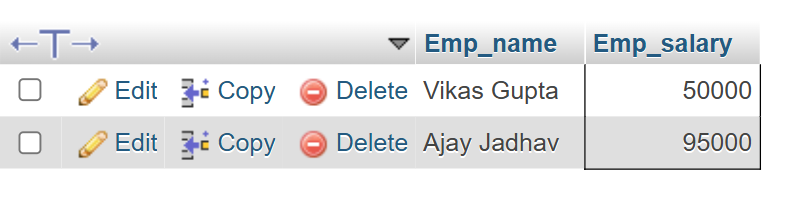 Emp_name Emp_salary
Edit Copy Delete Vikas Gupta 50000
Edit Copy Delete Ajay Jadhav 95000